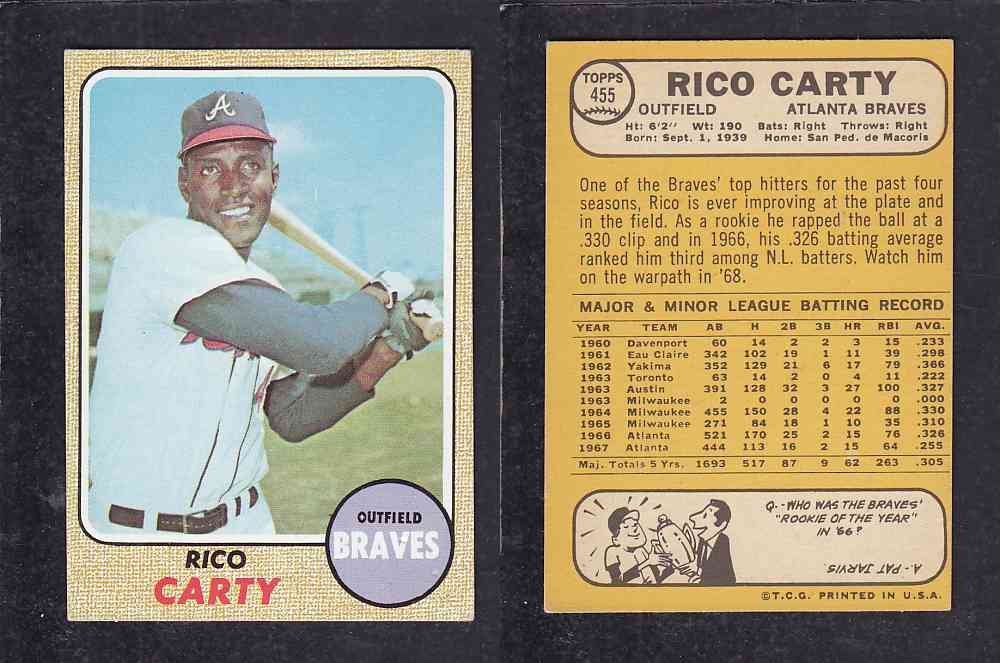 A
OUTFIELD
BRAVES
RICO
CARTY
TOPPS
455
RICO CARTY
OUTFIELD ATLANTA BRAVES
Ht: 6'2" Wt: 190 Bats: Right Throws: Right
Born: Sept. 1, 1939 Home: San Ped. de Macoris
One of the Braves' top hitters for the past four
seasons, Rico is ever improving at the plate and
in the field. As a rookie he rapped the ball at a
.330 clip and in 1966, his .326 batting average
ranked him third among N.L. batters. Watch him
on the warpath in '68.
MAJOR & MINOR LEAGUE BATTING RECORD
YEAR TEAM AB H 2B 3B HR RBI AVG.
1960 Davenport 60 14 2 2 3 15 .233
1961 Eau Claire 342 102 19 1 11 39 .298
1962 Yakima 352 129 21 6 17 79 .366
1963 Toronto 63 14 2 0 4 11 .222
1963 Austin 391 128 32 3 27 100 .327
1963 Milwaukee 2 0 0 0 0 0 .000
1964 Milwaukee 455 150 28 4 22 88 .330
1965 Milwaukee 271 84 18 1 10 35 .310
1966 Atlanta 521 170 25 2 15 76 .326
1967 Atlanta 444 113 16 2 15 64 .255
Maj. Totals 5 Yrs. 1693 517 87 9 62 263 .305
Q.-WHO WAS THE BRAVES'
"ROOKIE OF THE YEAR"
IN '66?
A.- PAT JARVIS.
©T.C.G. PRINTED IN U.S.A.